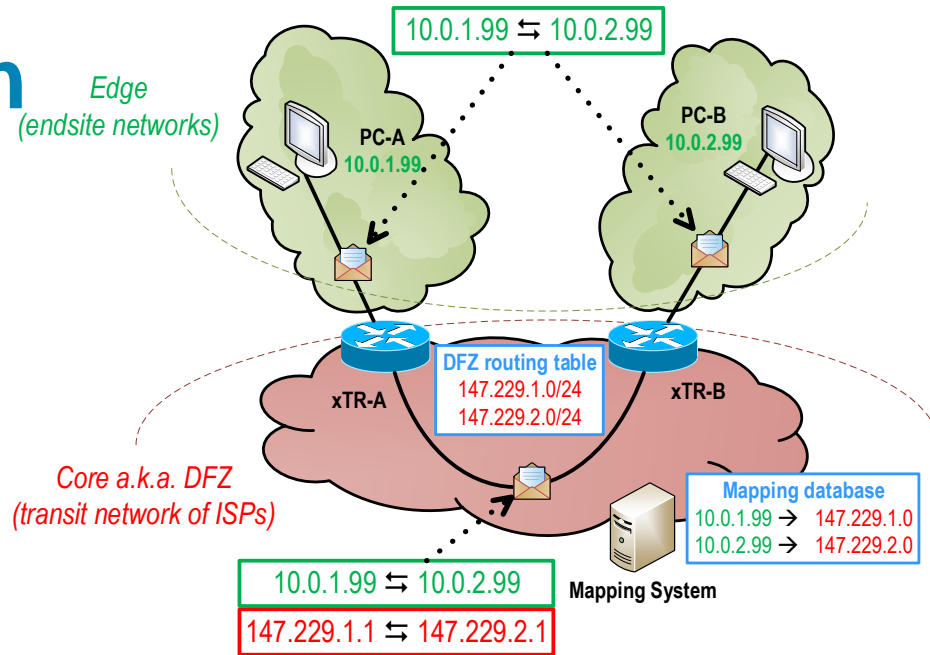 10.0.1.99 ⇆ 10.0.2.99
n
Edge
(endsite networks)
PC-A
10.0.1.99
PC-B
10.0.2.99
DFZ routing table
147.229.1.0/24
147.229.2.0/24
xTR-A
xTR-B
Core a.k.a. DFZ
(transit network of ISPs)
Mapping database
10.0.1.99 → 147.229.1.0
10.0.2.99 → 147.229.2.0
10.0.1.99 ⇆ 10.0.2.99
Mapping System
147.229.1.1 ⇆ 147.229.2.1